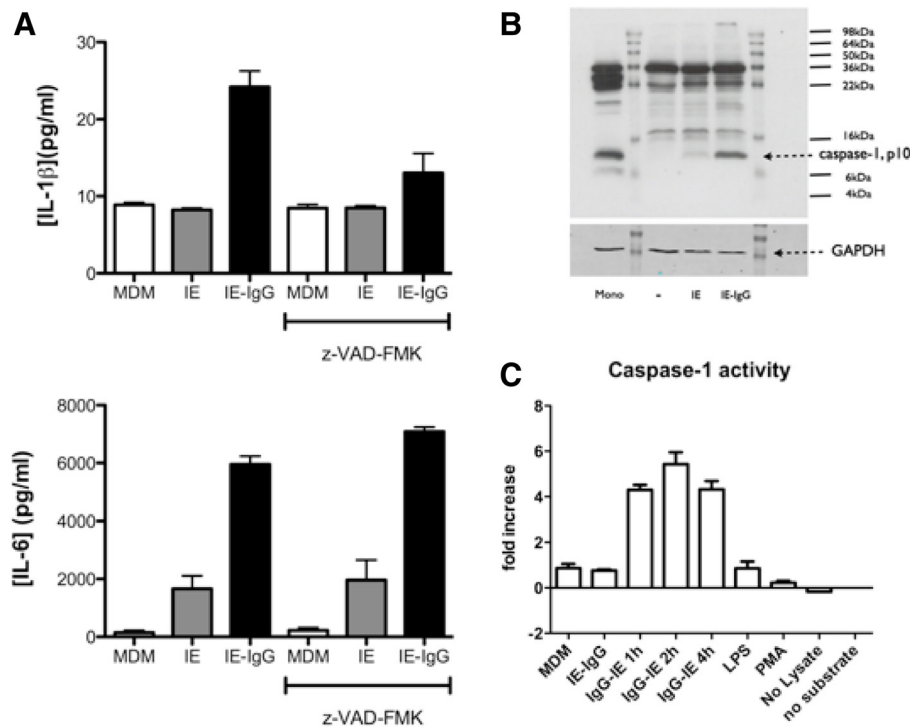 A
[IL-1β](pg/ml)
30
20
10
0
MDM IE IE-IgG MDM IE IE-IgG
z-VAD-FMK
[IL-6] (pg/ml)
8000
6000
4000
2000
0
MDM IE IE-IgG MDM IE IE-IgG
z-VAD-FMK
B
98kDa
64kDa
50kDa
36kDa
22kDa
16kDa
caspase-1, p10
6kDa
4kDa
GAPDH
Mono - IE IE-IgG
C
Caspase-1 activity
fold increase
8
6
4
2
0
-2
MDM IE-IgG IgG-IE 1h IgG-IE 2h IgG-IE 4h LPS PMA No Lysate no substrate